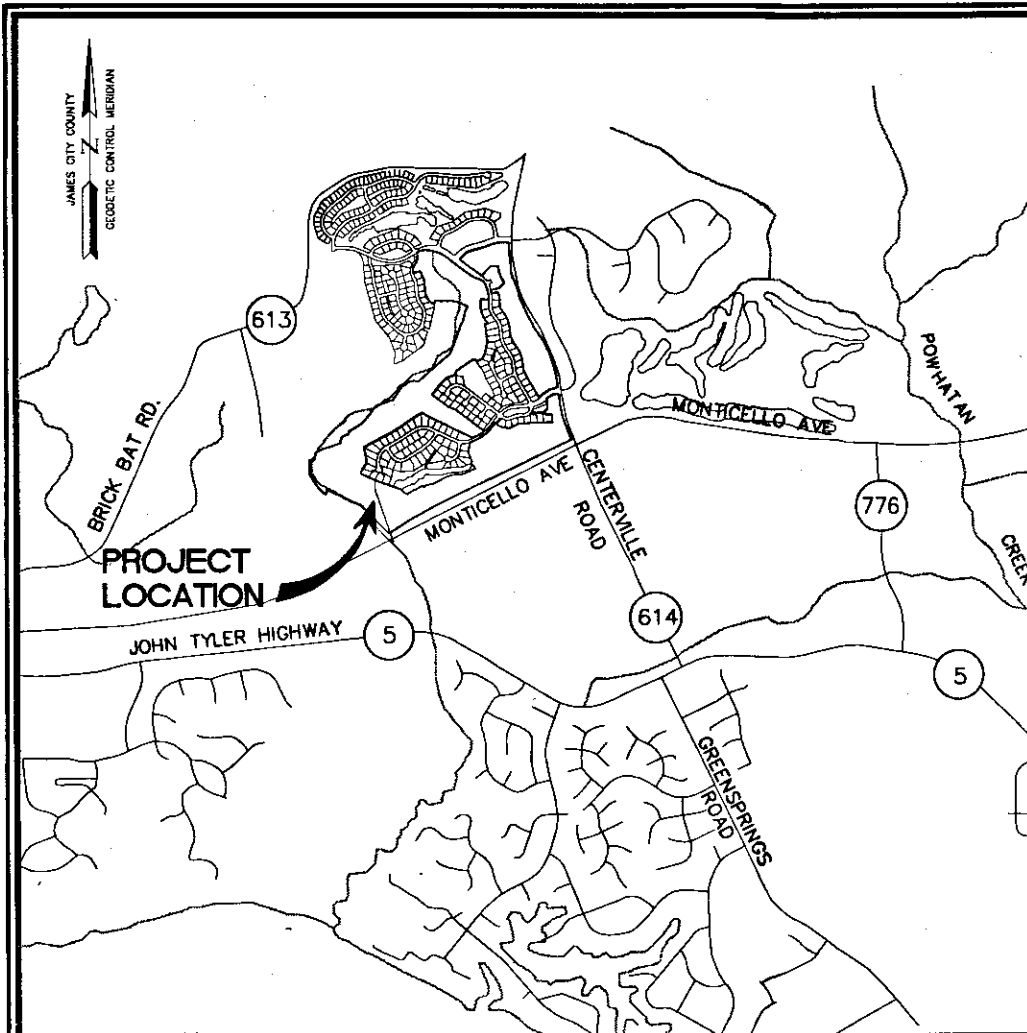 JAMES CITY COUNTY
Z
GEODETIC CONTROL MERIDIAN
613
BRICK BAT RD.
POWHATAN
CREEK
MONTICELLO AVE
776
MONTICELLO AVE
CENTERVILLE
ROAD
PROJECT
LOCATION
614
JOHN TYLER HIGHWAY
5
5
GREENSPRINGS
ROAD